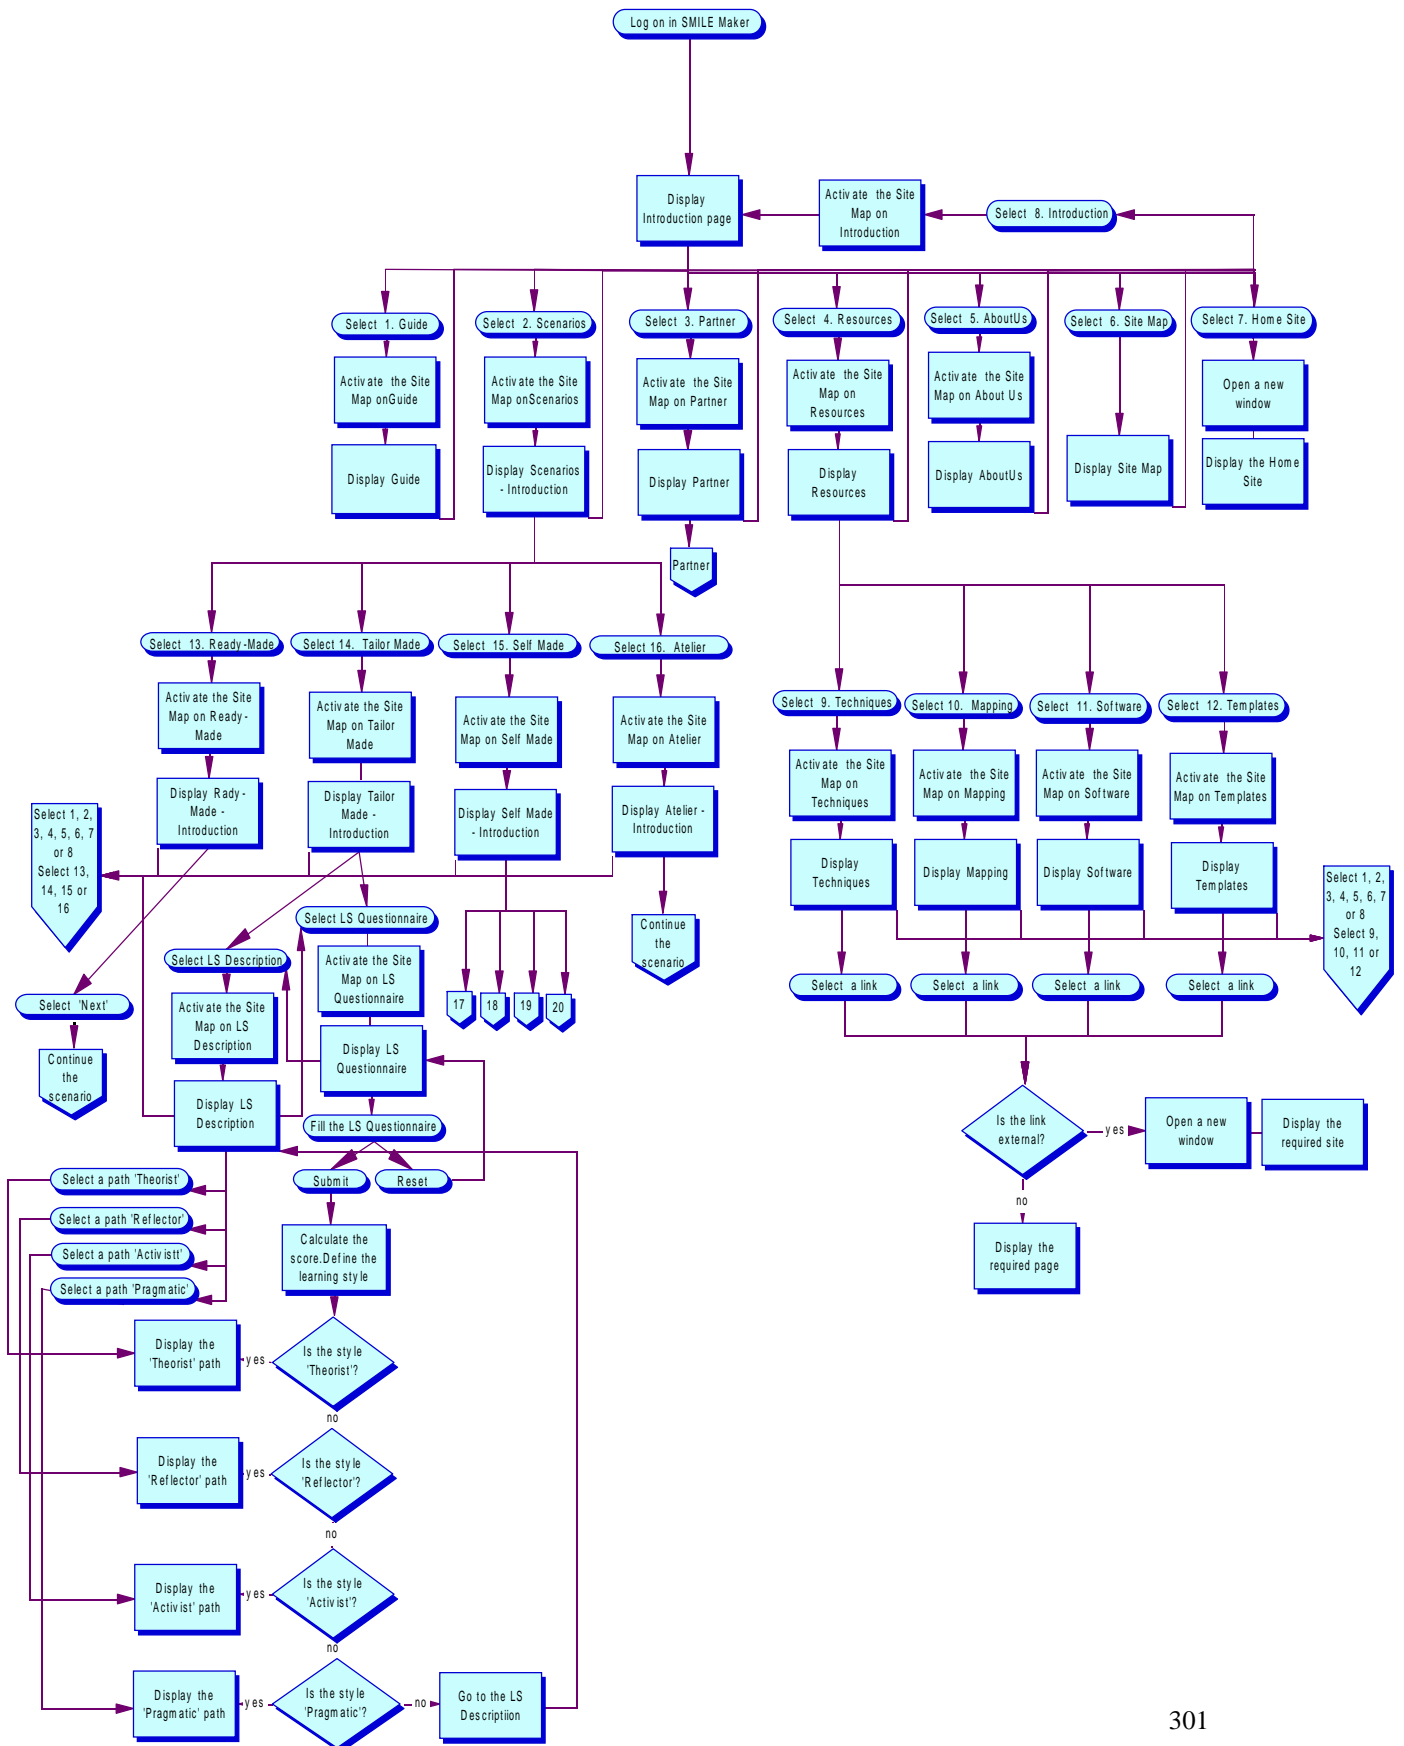 Log on in SMILE Maker
Display
Introduction page
Activate the Site
Map on
Introduction
Select 8. Introduction
Select 1. Guide
Select 2. Scenarios
Select 3. Partner
Select 4. Resources
Select 5. AboutUs
Select 6. Site Map
Select 7. Home Site
Activate the Site
Map onGuide
Activate the Site
Map onScenarios
Activate the Site
Map on Partner
Activate the Site
Map on
Resources
Activate the Site
Map on About Us
Open a new
window
Display Guide
Display Scenarios
- Introduction
Display Partner
Display
Resources
Display AboutUs
Display Site Map
Display the Home
Site
Partner
Select 13. Ready-Made
Select 14. Tailor Made
Select 15. Self Made
Select 16. Atelier
Activate the Site
Map on Ready-
Made
Activate the Site
Map on Tailor
Made
Activate the Site
Map on Self Made
Activate the Site
Map on Atelier
Select 9. Techniques
Select 10. Mapping
Select 11. Software
Select 12. Templates
Activate the Site
Map on
Techniques
Activate the Site
Map on Mapping
Activate the Site
Map on Software
Activate the Site
Map on Templates
Select 1, 2,
3, 4, 5, 6, 7
or 8
Select 13,
14, 15 or
16
Display Rady-
Made -
Introduction
Display Tailor
Made -
Introduction
Display Self Made
- Introduction
Display Atelier -
Introduction
Display
Techniques
Display Mapping
Display Software
Display
Templates
Select 1, 2,
3, 4, 5, 6, 7
or 8
Select 9,
10, 11 or
12
Select LS Questionnaire
Select LS Description
Activate the Site
Map on LS
Questionnaire
Continue
the
scenario
Select 'Next'
Activate the Site
Map on LS
Description
17
18
19
20
Select a link
Select a link
Select a link
Select a link
Continue
the
scenario
Display LS
Questionnaire
Display LS
Description
Fill the LS Questionnaire
Is the link
external?
yes
Open a new
window
Display the
required site
no
Display the
required page
Submit
Reset
Select a path 'Theorist'
Select a path 'Reflector'
Select a path 'Activistt'
Select a path 'Pragmatic'
Calculate the
score.Define the
learning style
Display the
'Theorist' path
yes
Is the style
'Theorist'?
no
Display the
'Reflector' path
yes
Is the style
'Reflector'?
no
Display the
'Activist' path
yes
Is the style
'Activist'?
no
Display the
'Pragmatic' path
yes
Is the style
'Pragmatic'?
no
Go to the LS
Descriptiion
301